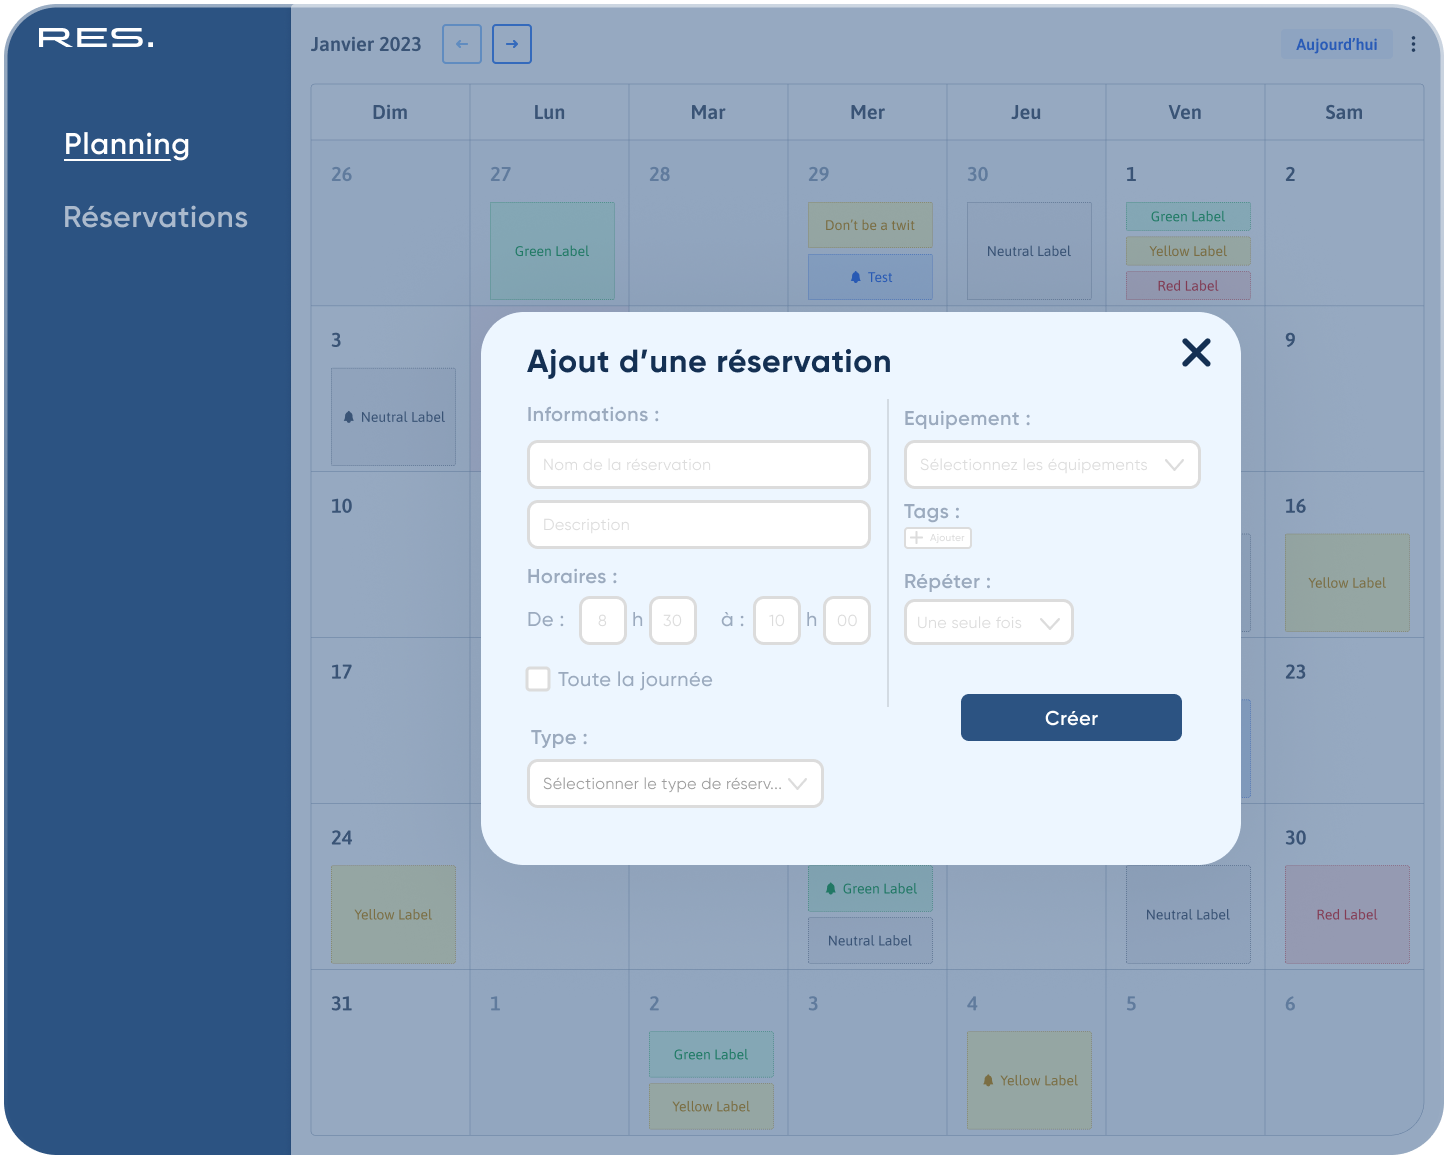 RES.
Planning
Réservations
Janvier 2023
Aujourd’hui
Dim Lun Mar Mer Jeu Ven Sam
26 27 28 29 30 1 2
Green Label
Don’t be a twit
Test
Neutral Label
Green Label
Yellow Label
Red Label
3
9
Neutral Label
10
16
Yellow Label
17
23
24
30
Yellow Label
Green Label
Neutral Label
Neutral Label
Red Label
31 1 2 3 4 5 6
Green Label
Yellow Label
Yellow Label
Ajout d’une réservation
Informations :
Nom de la réservation
Description
Horaires :
De : 8 h 30 à : 10 h 00
Toute la journée
Type :
Sélectionner le type de réserv...
Equipement :
Sélectionnez les équipements
Tags :
Ajouter
Répéter :
Une seule fois
Créer